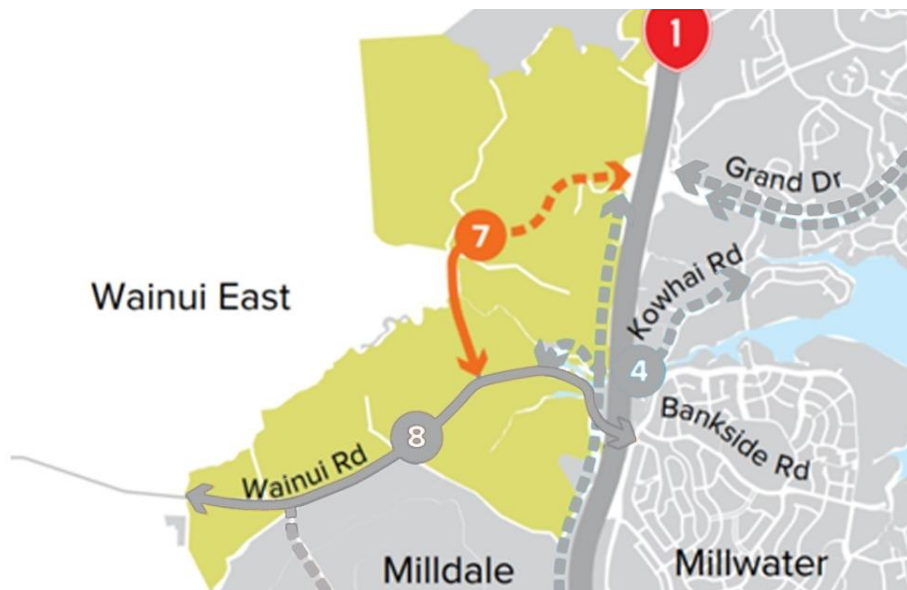 1
Grand Dr
7
Kowhai Rd
Wainui East
4
8
Bankside Rd
Wainui Rd
Milldale
Millwater